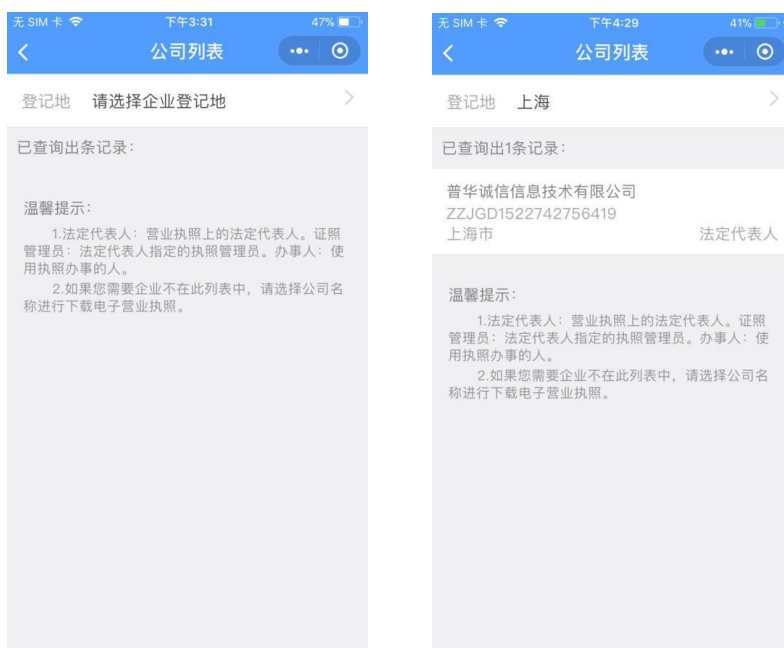 无 SIM 卡 下午3:31 47%
公司列表
登记地 请选择企业登记地
已查询出条记录:
温馨提示:
1.法定代表人: 营业执照上的法定代表人。证照
管理员: 法定代表人指定的执照管理员。办事人: 使
用执照办事的人。
2.如果您需要企业不在此列表中, 请选择公司名
称进行下载电子营业执照。
无 SIM 卡 下午4:29 41%
公司列表
登记地 上海
已查询出1条记录:
普华诚信信息技术有限公司
ZZJGD1522742756419
上海市 法定代表人
温馨提示:
1.法定代表人: 营业执照上的法定代表人。证照
管理员: 法定代表人指定的执照管理员。办事人: 使
用执照办事的人。
2.如果您需要企业不在此列表中, 请选择公司名
称进行下载电子营业执照。